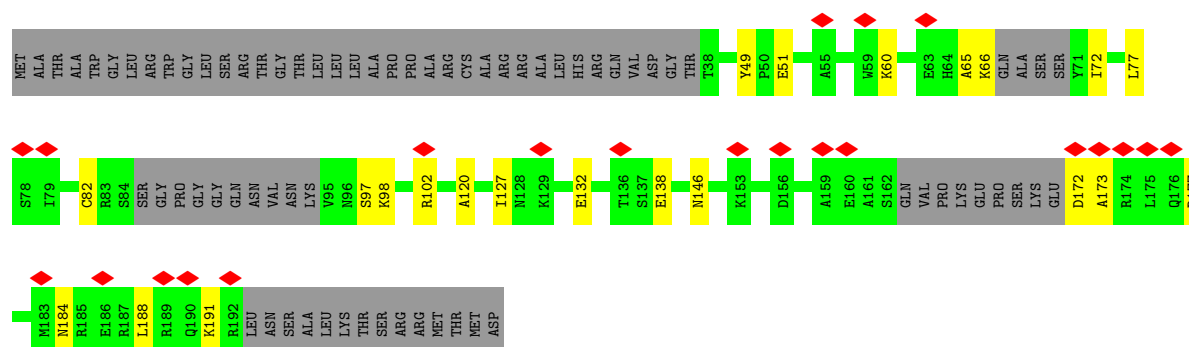 MET ALA THR ALA TRP GLY LEU ARG TRP GLY LEU SER ARG THR GLY THR LEU LEU LEU ALA PRO PRO ALA ARG CYS ALA ARG ARG ALA LEU HIS ARG GLN VAL ASP GLY THR T38 Y49 P50 E51 A55 W59 K60 E63 H64 A65 K66 GLN ALA SER SER Y71 I72 L77
S78 I79 C82 R83 S84 SER GLY PRO GLY GLY GLN ASN VAL ASN LYS V95 N96 S97 K98 R102 A120 I127 N128 K129 E132 T136 S137 E138 N146 K153 D156 A159 E160 A161 S162 GLN VAL PRO LYS GLU PRO SER LYS GLU D172 A173 R174 L175 Q176
M183 N184 R185 E186 R187 L188 R189 Q190 K191 R192 LEU ASN SER ALA LEU LYS THR SER ARG ARG MET THR MET ASP